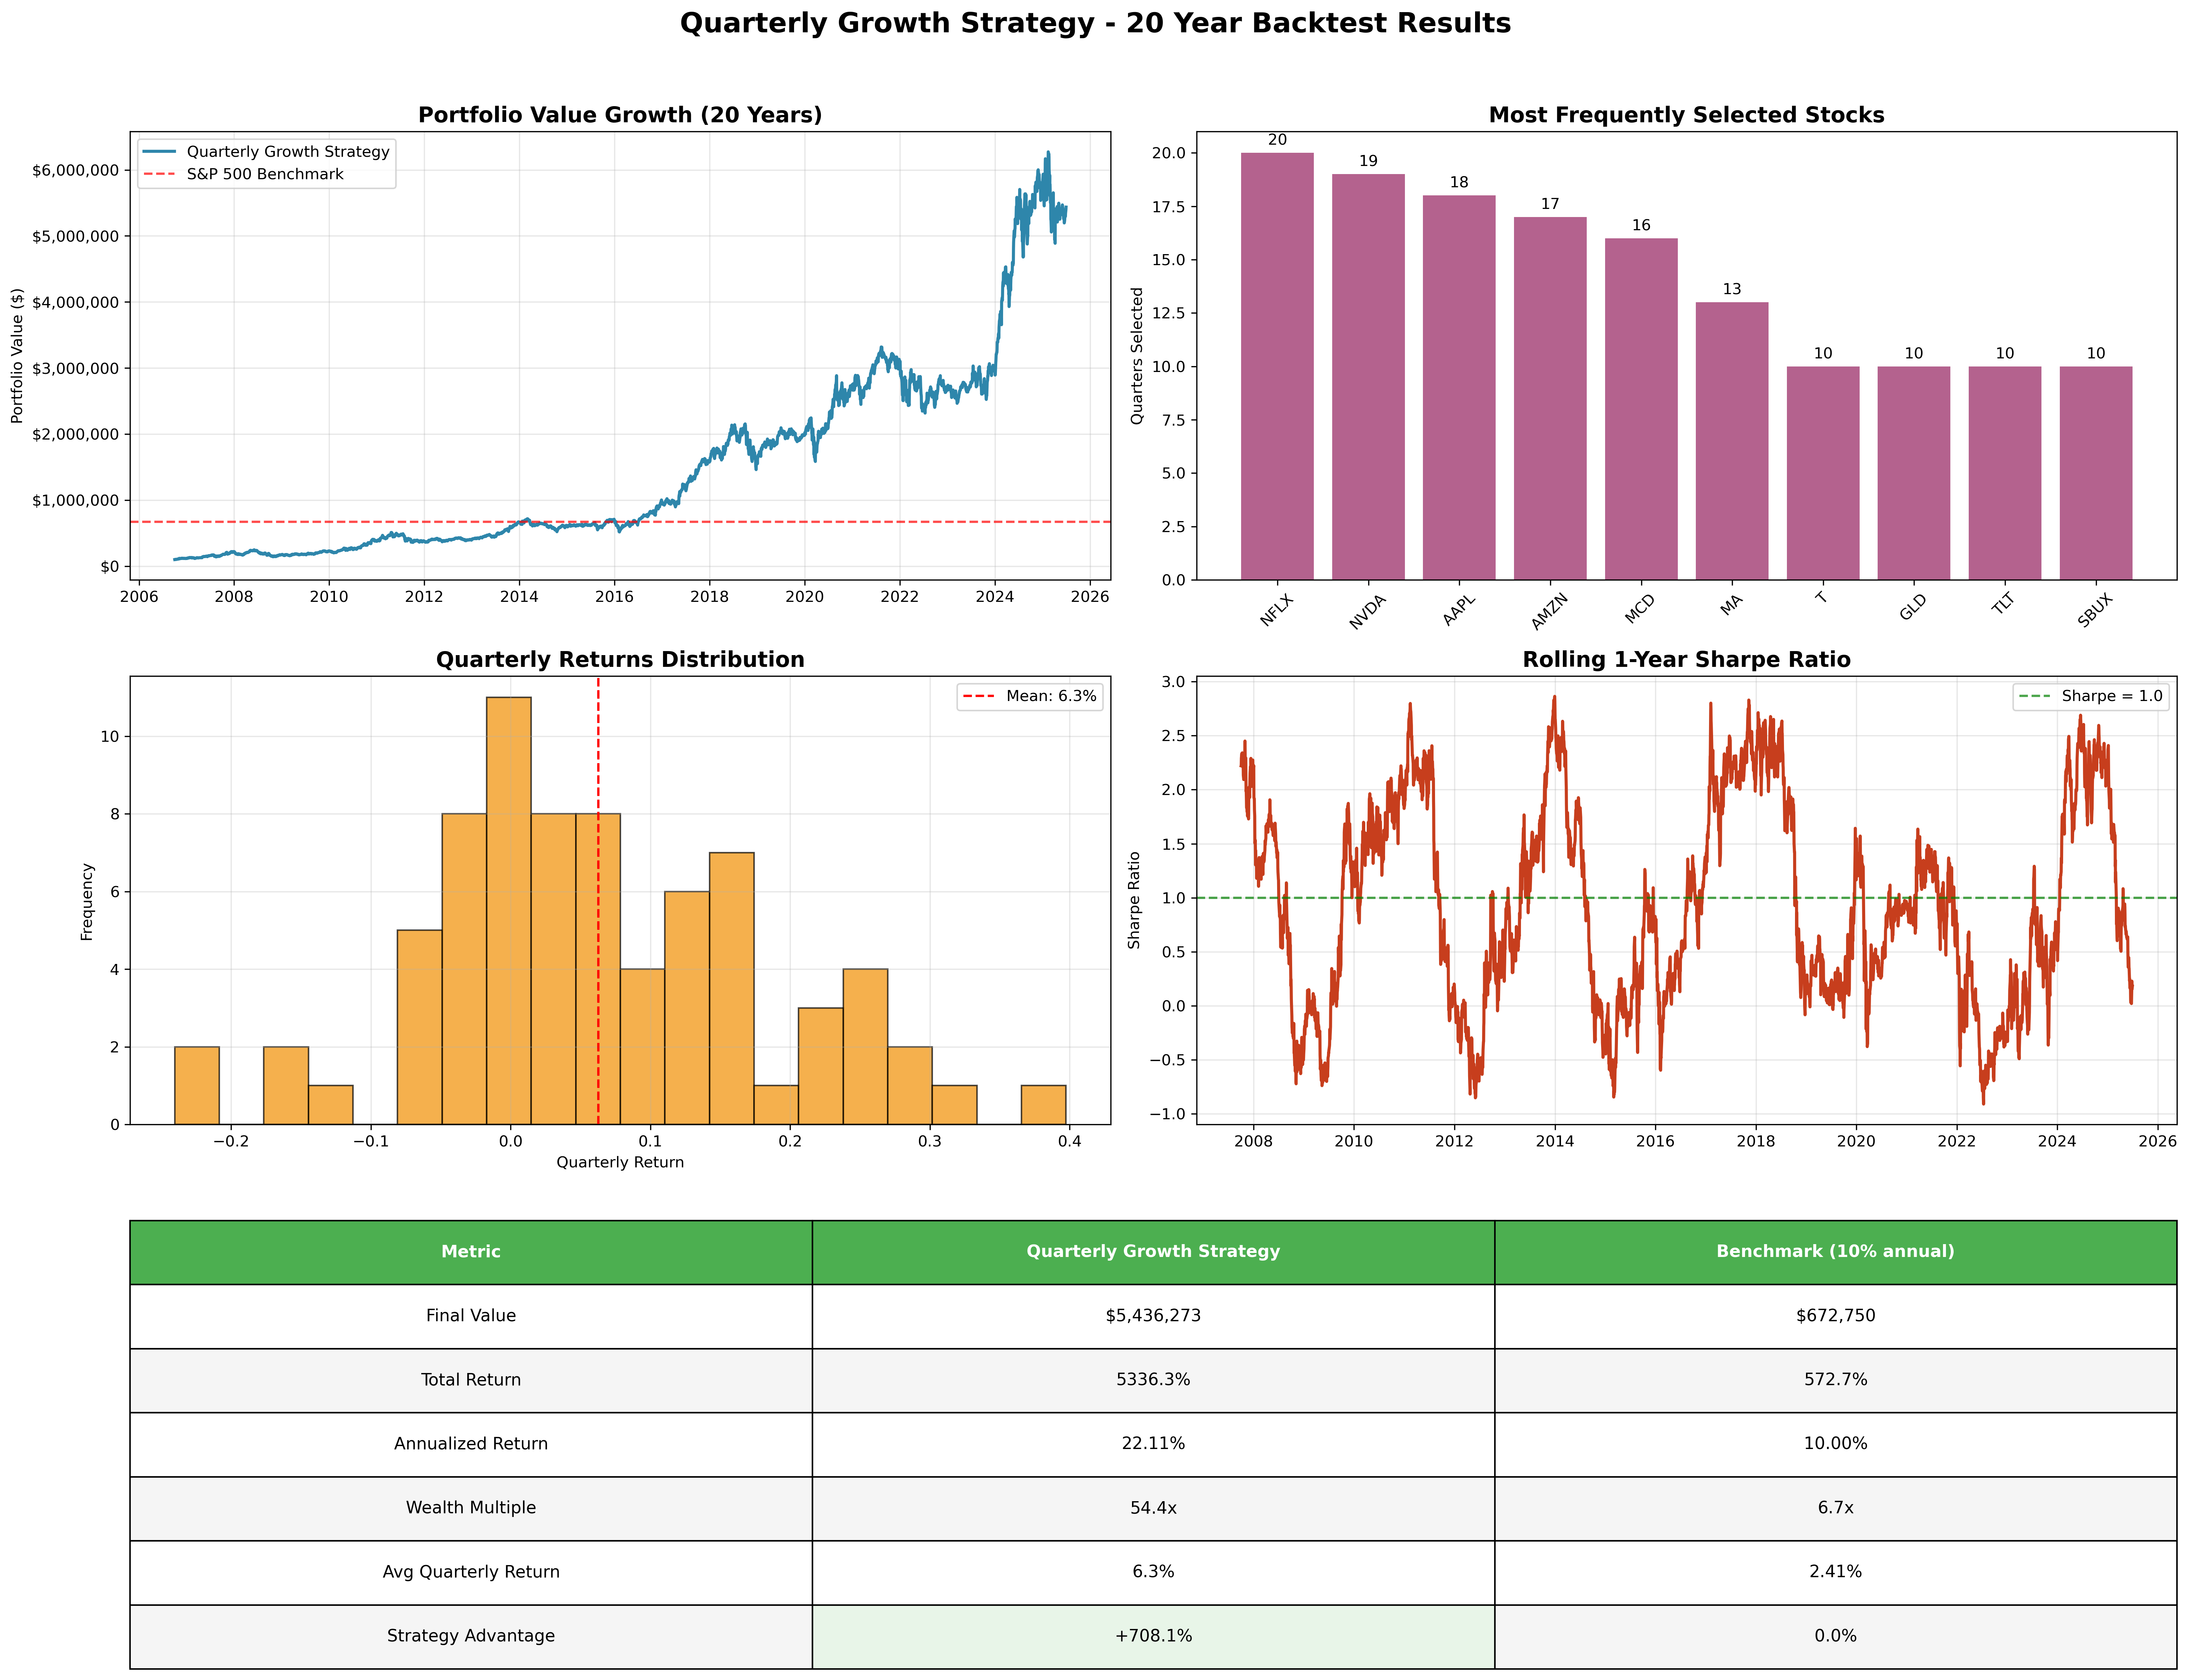 Quarterly Growth Strategy - 20 Year Backtest Results
Portfolio Value Growth (20 Years)
Quarterly Growth Strategy
S&P 500 Benchmark
Portfolio Value ($)
$6,000,000
$5,000,000
$4,000,000
$3,000,000
$2,000,000
$1,000,000
$0
2006 2008 2010 2012 2014 2016 2018 2020 2022 2024 2026
Most Frequently Selected Stocks
Quarters Selected
20.0
17.5
15.0
12.5
10.0
7.5
5.0
2.5
0.0
20 19 18 17 16 13 10 10 10 10
NFLX NVDA AAPL AMZN MCD MA T GLD TLT SBUX
Quarterly Returns Distribution
Mean: 6.3%
Frequency
10
8
6
4
2
0
−0.2 −0.1 0.0 0.1 0.2 0.3 0.4
Quarterly Return
Rolling 1-Year Sharpe Ratio
Sharpe = 1.0
Sharpe Ratio
3.0
2.5
2.0
1.5
1.0
0.5
0.0
−0.5
−1.0
2008 2010 2012 2014 2016 2018 2020 2022 2024 2026
Metric Quarterly Growth Strategy Benchmark (10% annual)
Final Value $5,436,273 $672,750
Total Return 5336.3% 572.7%
Annualized Return 22.11% 10.00%
Wealth Multiple 54.4x 6.7x
Avg Quarterly Return 6.3% 2.41%
Strategy Advantage +708.1% 0.0%